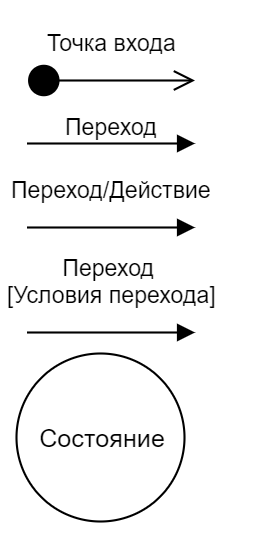 Точка входа
Переход
Переход/Действие
Переход
[Условия перехода]
Состояние